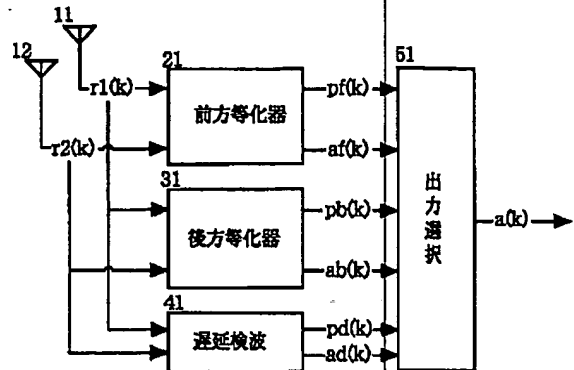 11
12
21
51
r1(k)
前方等化器
pf(k)
r2(k)
af(k)
31
後方等化器
pb(k)
ab(k)
出力選択
a(k)
41
遅延検波
pd(k)
ad(k)